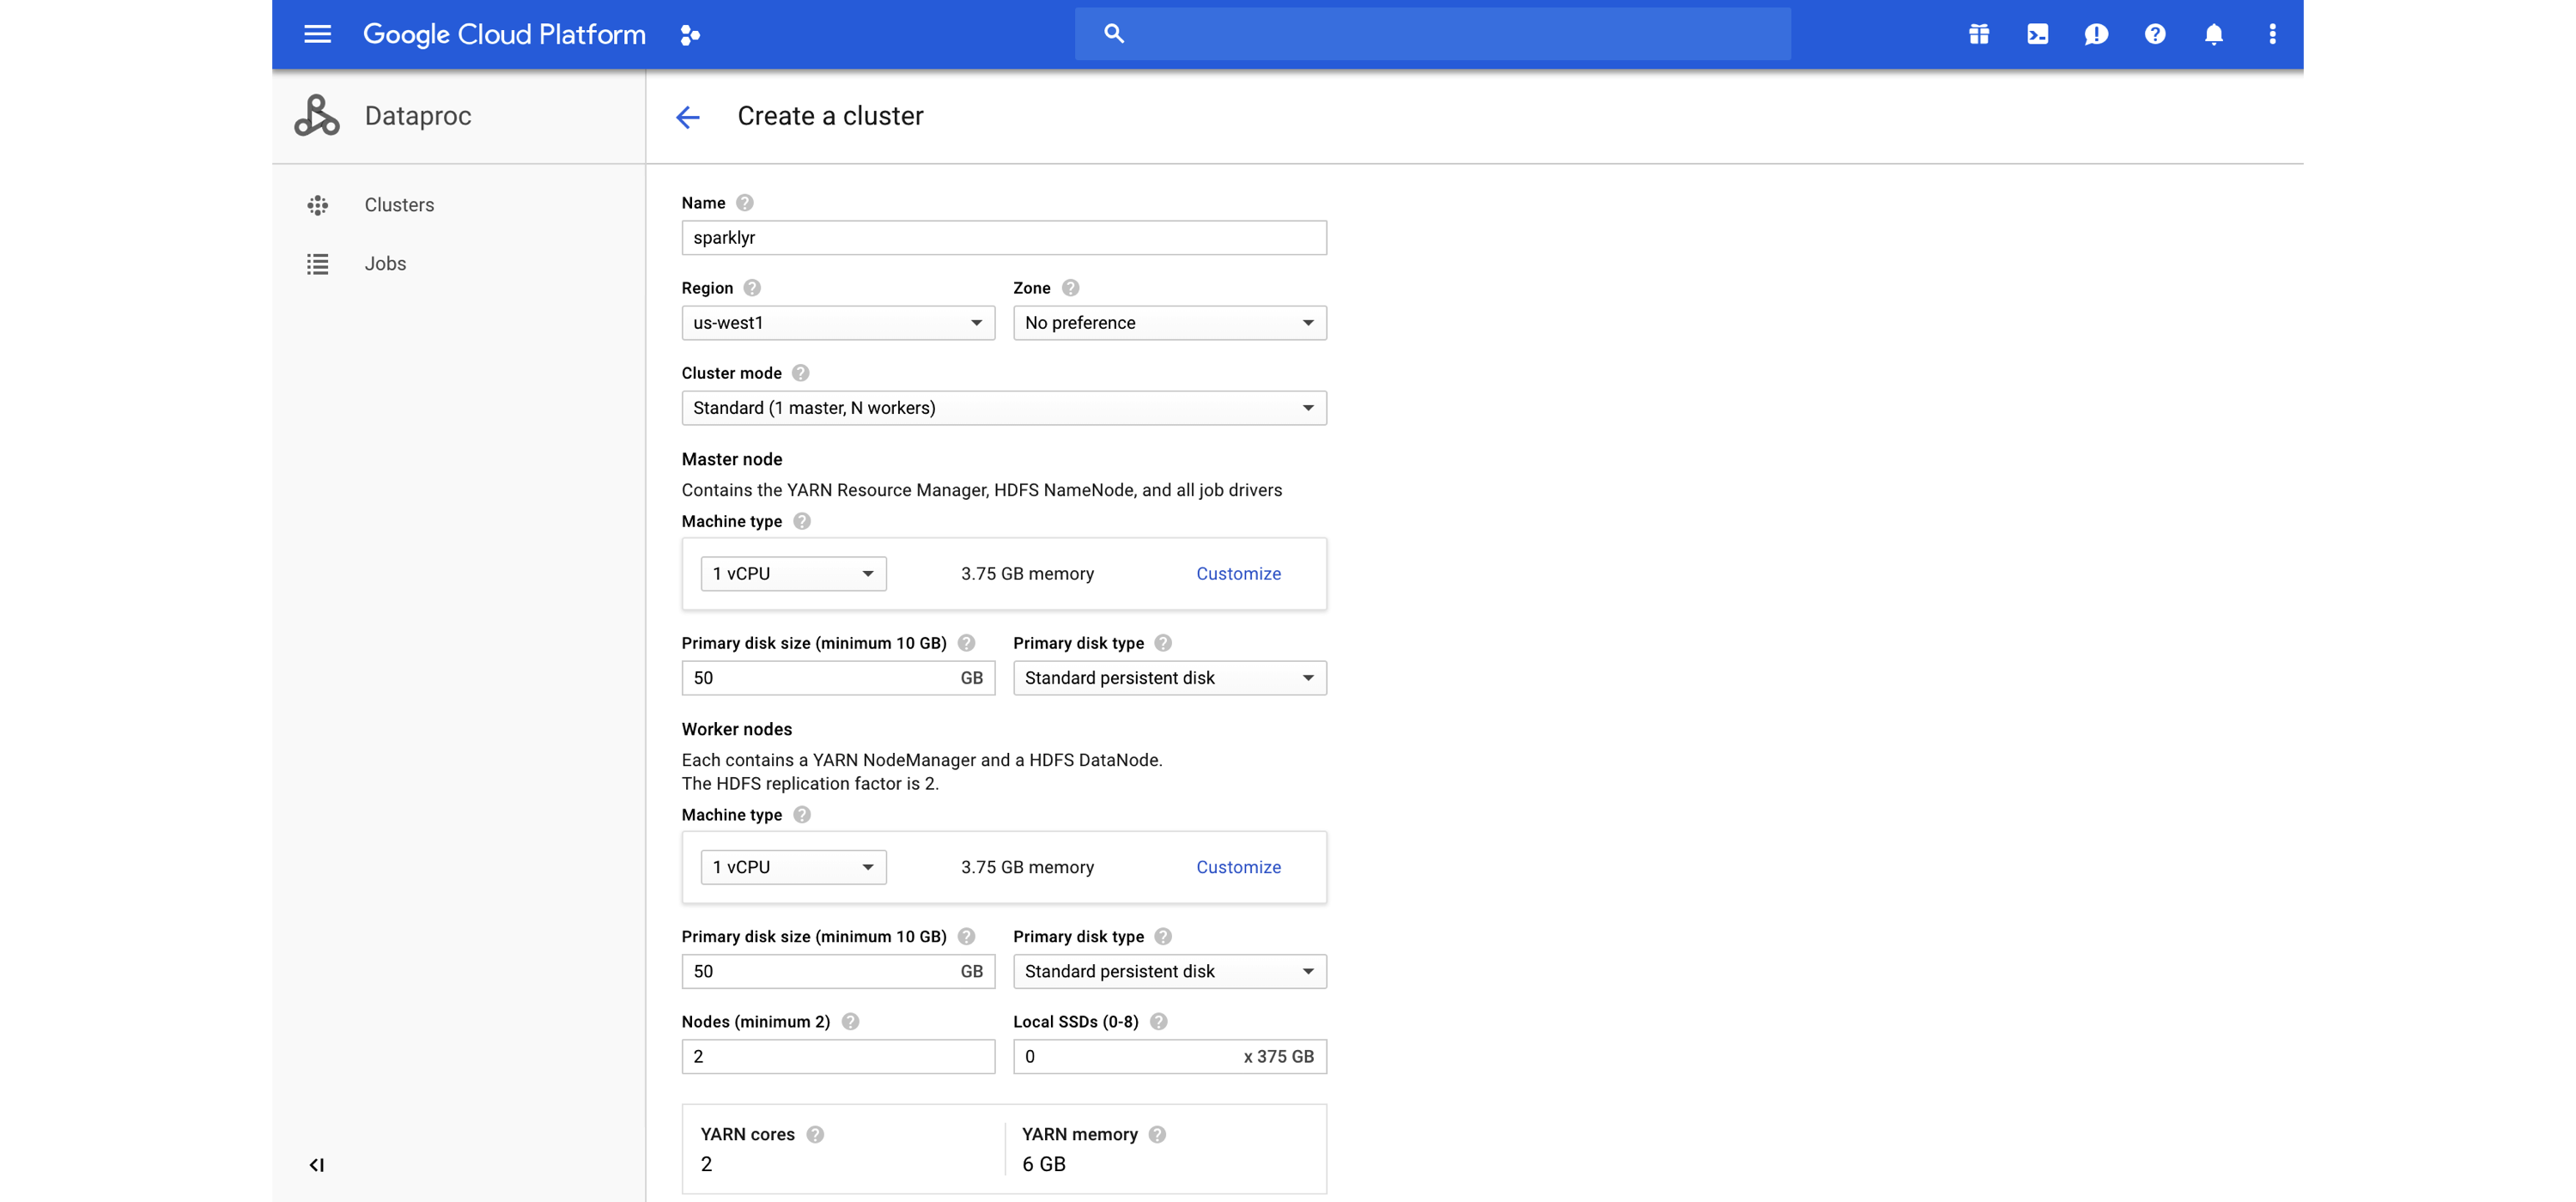 Google Cloud Platform
Dataproc
Create a cluster
Clusters
Jobs
Name
sparklyr
Region
Zone
us-west1
No preference
Cluster mode
Standard (1 master, N workers)
Master node
Contains the YARN Resource Manager, HDFS NameNode, and all job drivers
Machine type
1 vCPU
3.75 GB memory
Customize
Primary disk size (minimum 10 GB)
Primary disk type
50 GB
Standard persistent disk
Worker nodes
Each contains a YARN NodeManager and a HDFS DataNode.
The HDFS replication factor is 2.
Machine type
1 vCPU
3.75 GB memory
Customize
Primary disk size (minimum 10 GB)
Primary disk type
50 GB
Standard persistent disk
Nodes (minimum 2)
Local SSDs (0-8)
2
0 x 375 GB
YARN cores
YARN memory
2
6 GB